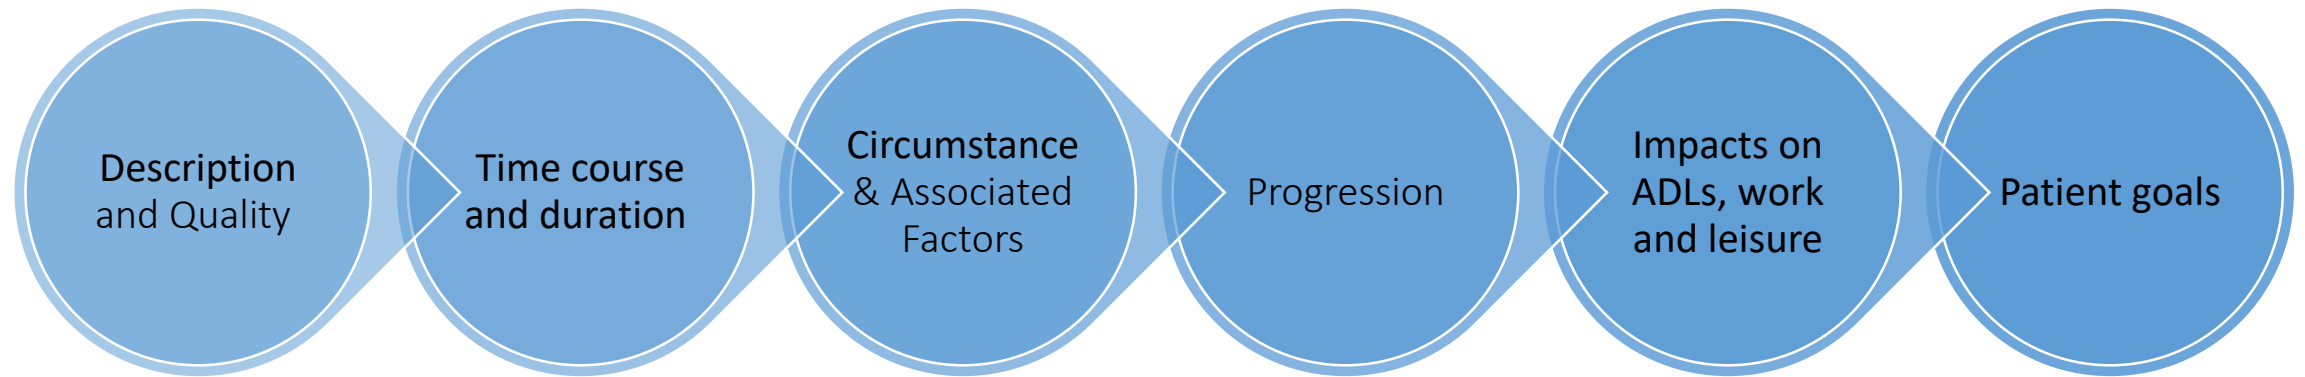 Description
and Quality
Time course
and duration
Circumstance
& Associated
Factors
Progression
Impacts on
ADLs, work
and leisure
Patient goals